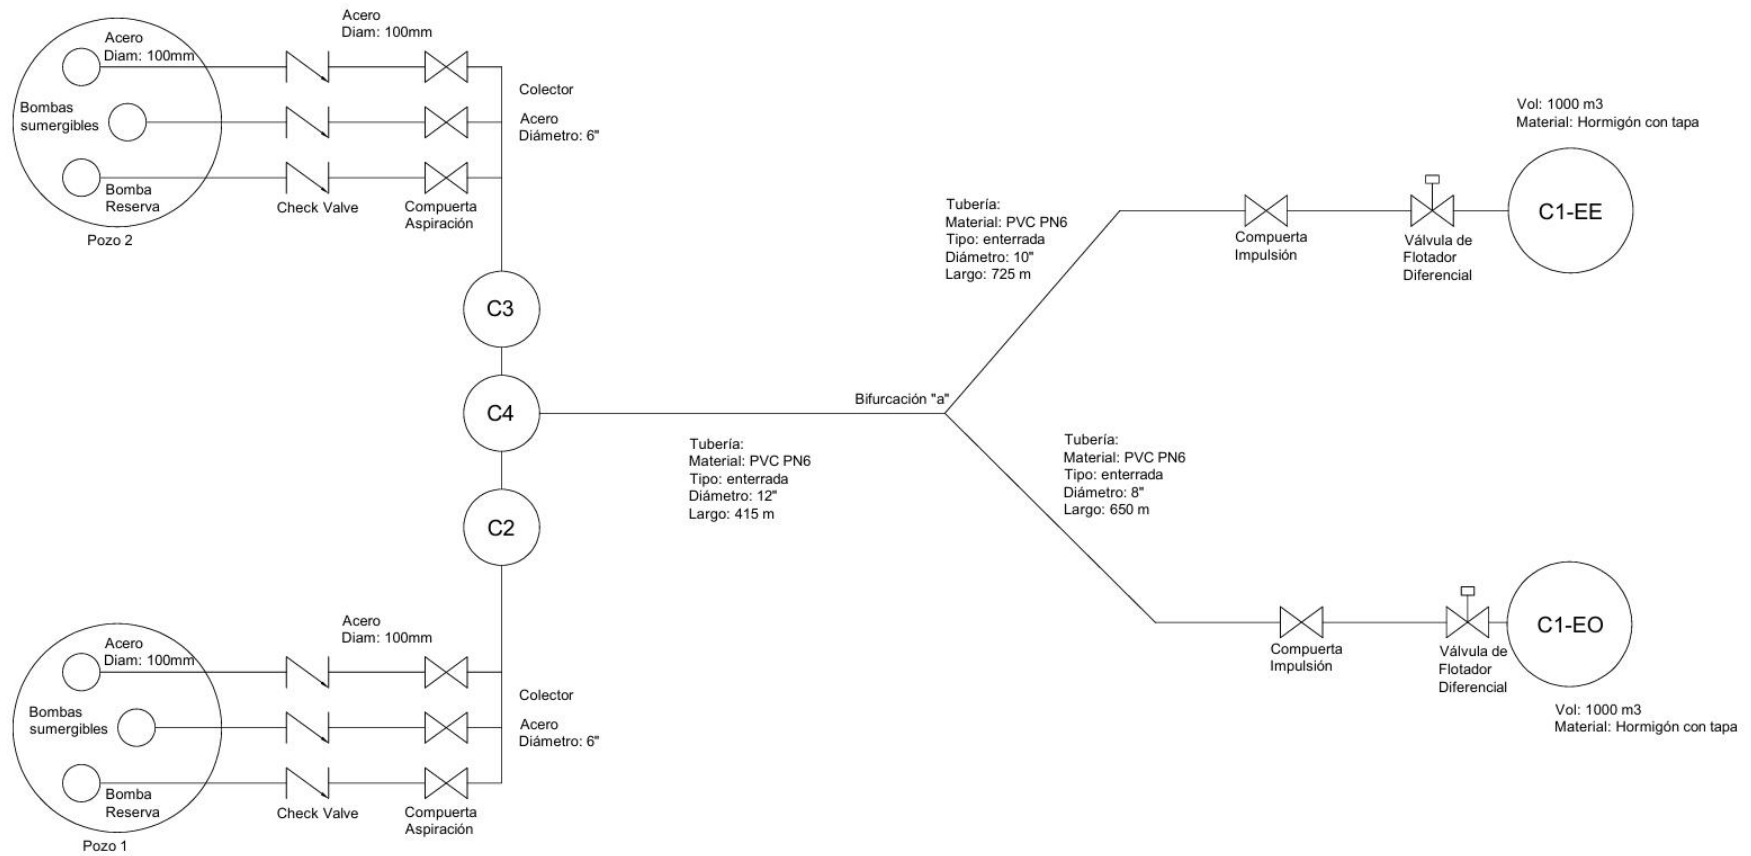 Acero
Diam: 100mm
Acero
Diam: 100mm
Bombas
sumergibles
Bomba
Reserva
Pozo 2
Check Valve
Compuerta
Aspiración
Colector
Acero
Diámetro: 6"
C3
C4
C2
Tubería:
Material: PVC PN6
Tipo: enterrada
Diámetro: 12"
Largo: 415 m
Bifurcación "a"
Tubería:
Material: PVC PN6
Tipo: enterrada
Diámetro: 10"
Largo: 725 m
Compuerta
Impulsión
Válvula de
Flotador
Diferencial
Vol: 1000 m3
Material: Hormigón con tapa
C1-EE
Tubería:
Material: PVC PN6
Tipo: enterrada
Diámetro: 8"
Largo: 650 m
Compuerta
Impulsión
Válvula de
Flotador
Diferencial
C1-EO
Vol: 1000 m3
Material: Hormigón con tapa
Acero
Diam: 100mm
Acero
Diam: 100mm
Bombas
sumergibles
Bomba
Reserva
Pozo 1
Check Valve
Compuerta
Aspiración
Colector
Acero
Diámetro: 6"